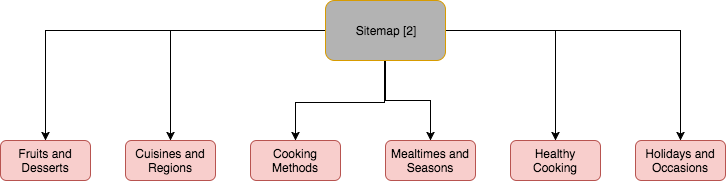 Sitemap [2]
Fruits and
Desserts
Cuisines and
Regions
Cooking
Methods
Mealtimes and
Seasons
Healthy
Cooking
Holidays and
Occasions